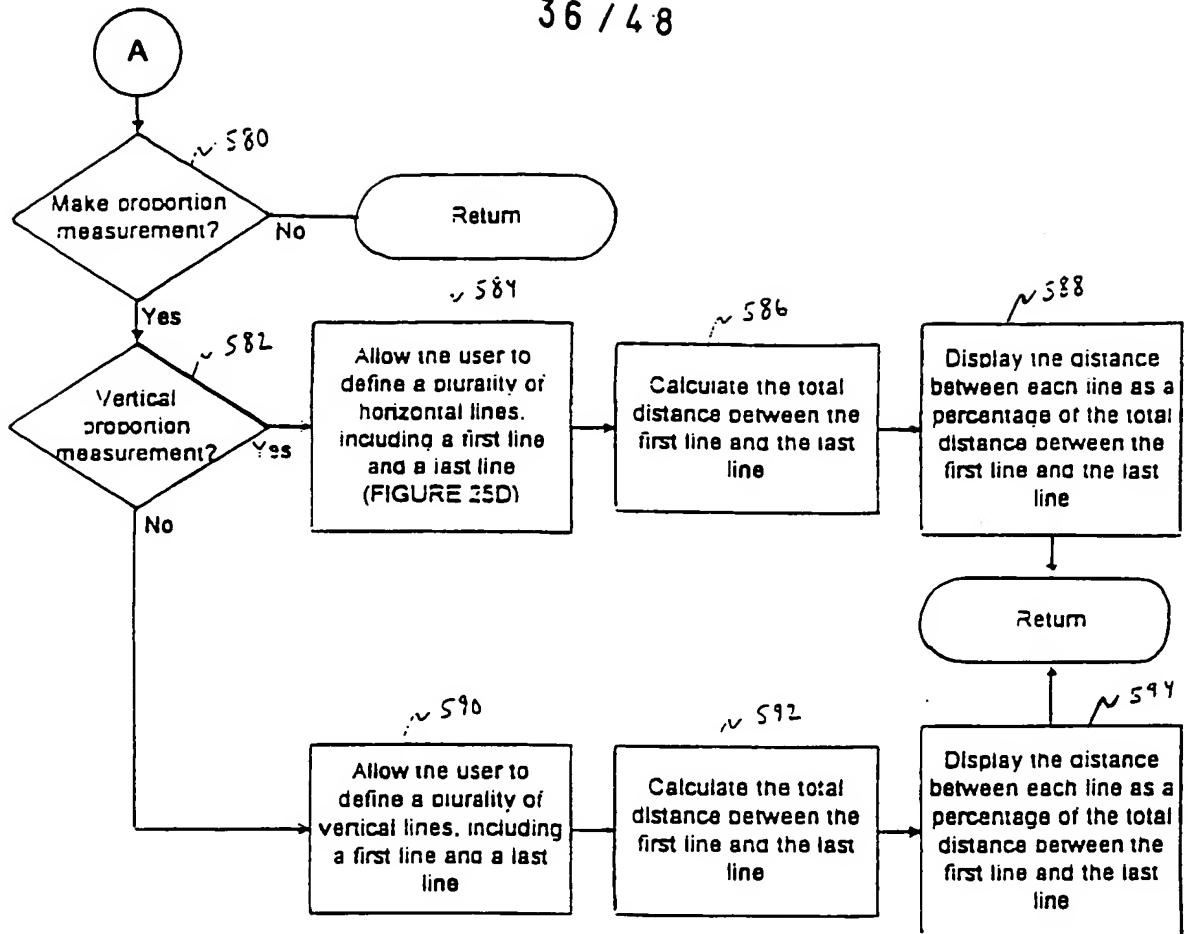 36 / 48
A
580
Make proportion
measurement?
No
Return
Yes
582
Vertical
proportion
measurement?
Yes
No
584
Allow the user to
define a plurality of
horizontal lines,
including a first line
and a last line
(FIGURE 25D)
586
Calculate the total
distance between the
first line and the last
line
588
Display the distance
between each line as a
percentage of the total
distance between the
first line and the last
line
Return
590
Allow the user to
define a plurality of
vertical lines, including
a first line and a last
line
592
Calculate the total
distance between the
first line and the last
line
594
Display the distance
between each line as a
percentage of the total
distance between the
first line and the last
line